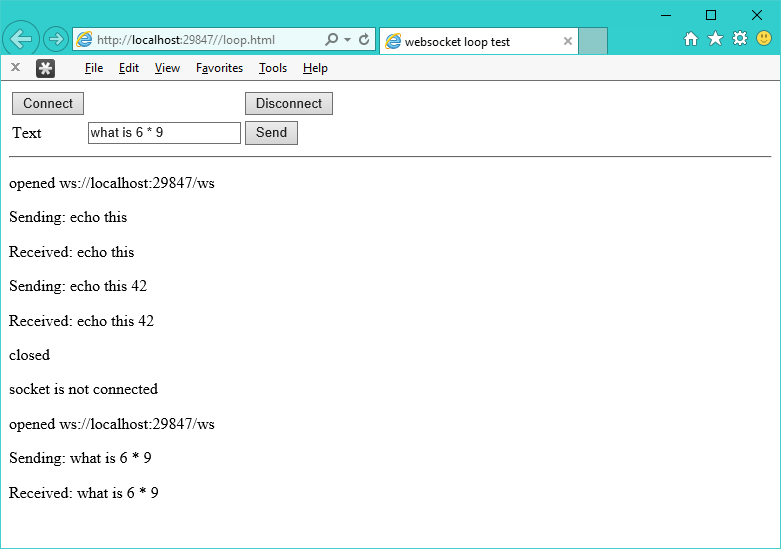 http://localhost:29847//loop.html
websocket loop test
File Edit View Favorites Tools Help
Connect Disconnect
Text what is 6 * 9 Send
opened ws://localhost:29847/ws
Sending: echo this
Received: echo this
Sending: echo this 42
Received: echo this 42
closed
socket is not connected
opened ws://localhost:29847/ws
Sending: what is 6 * 9
Received: what is 6 * 9